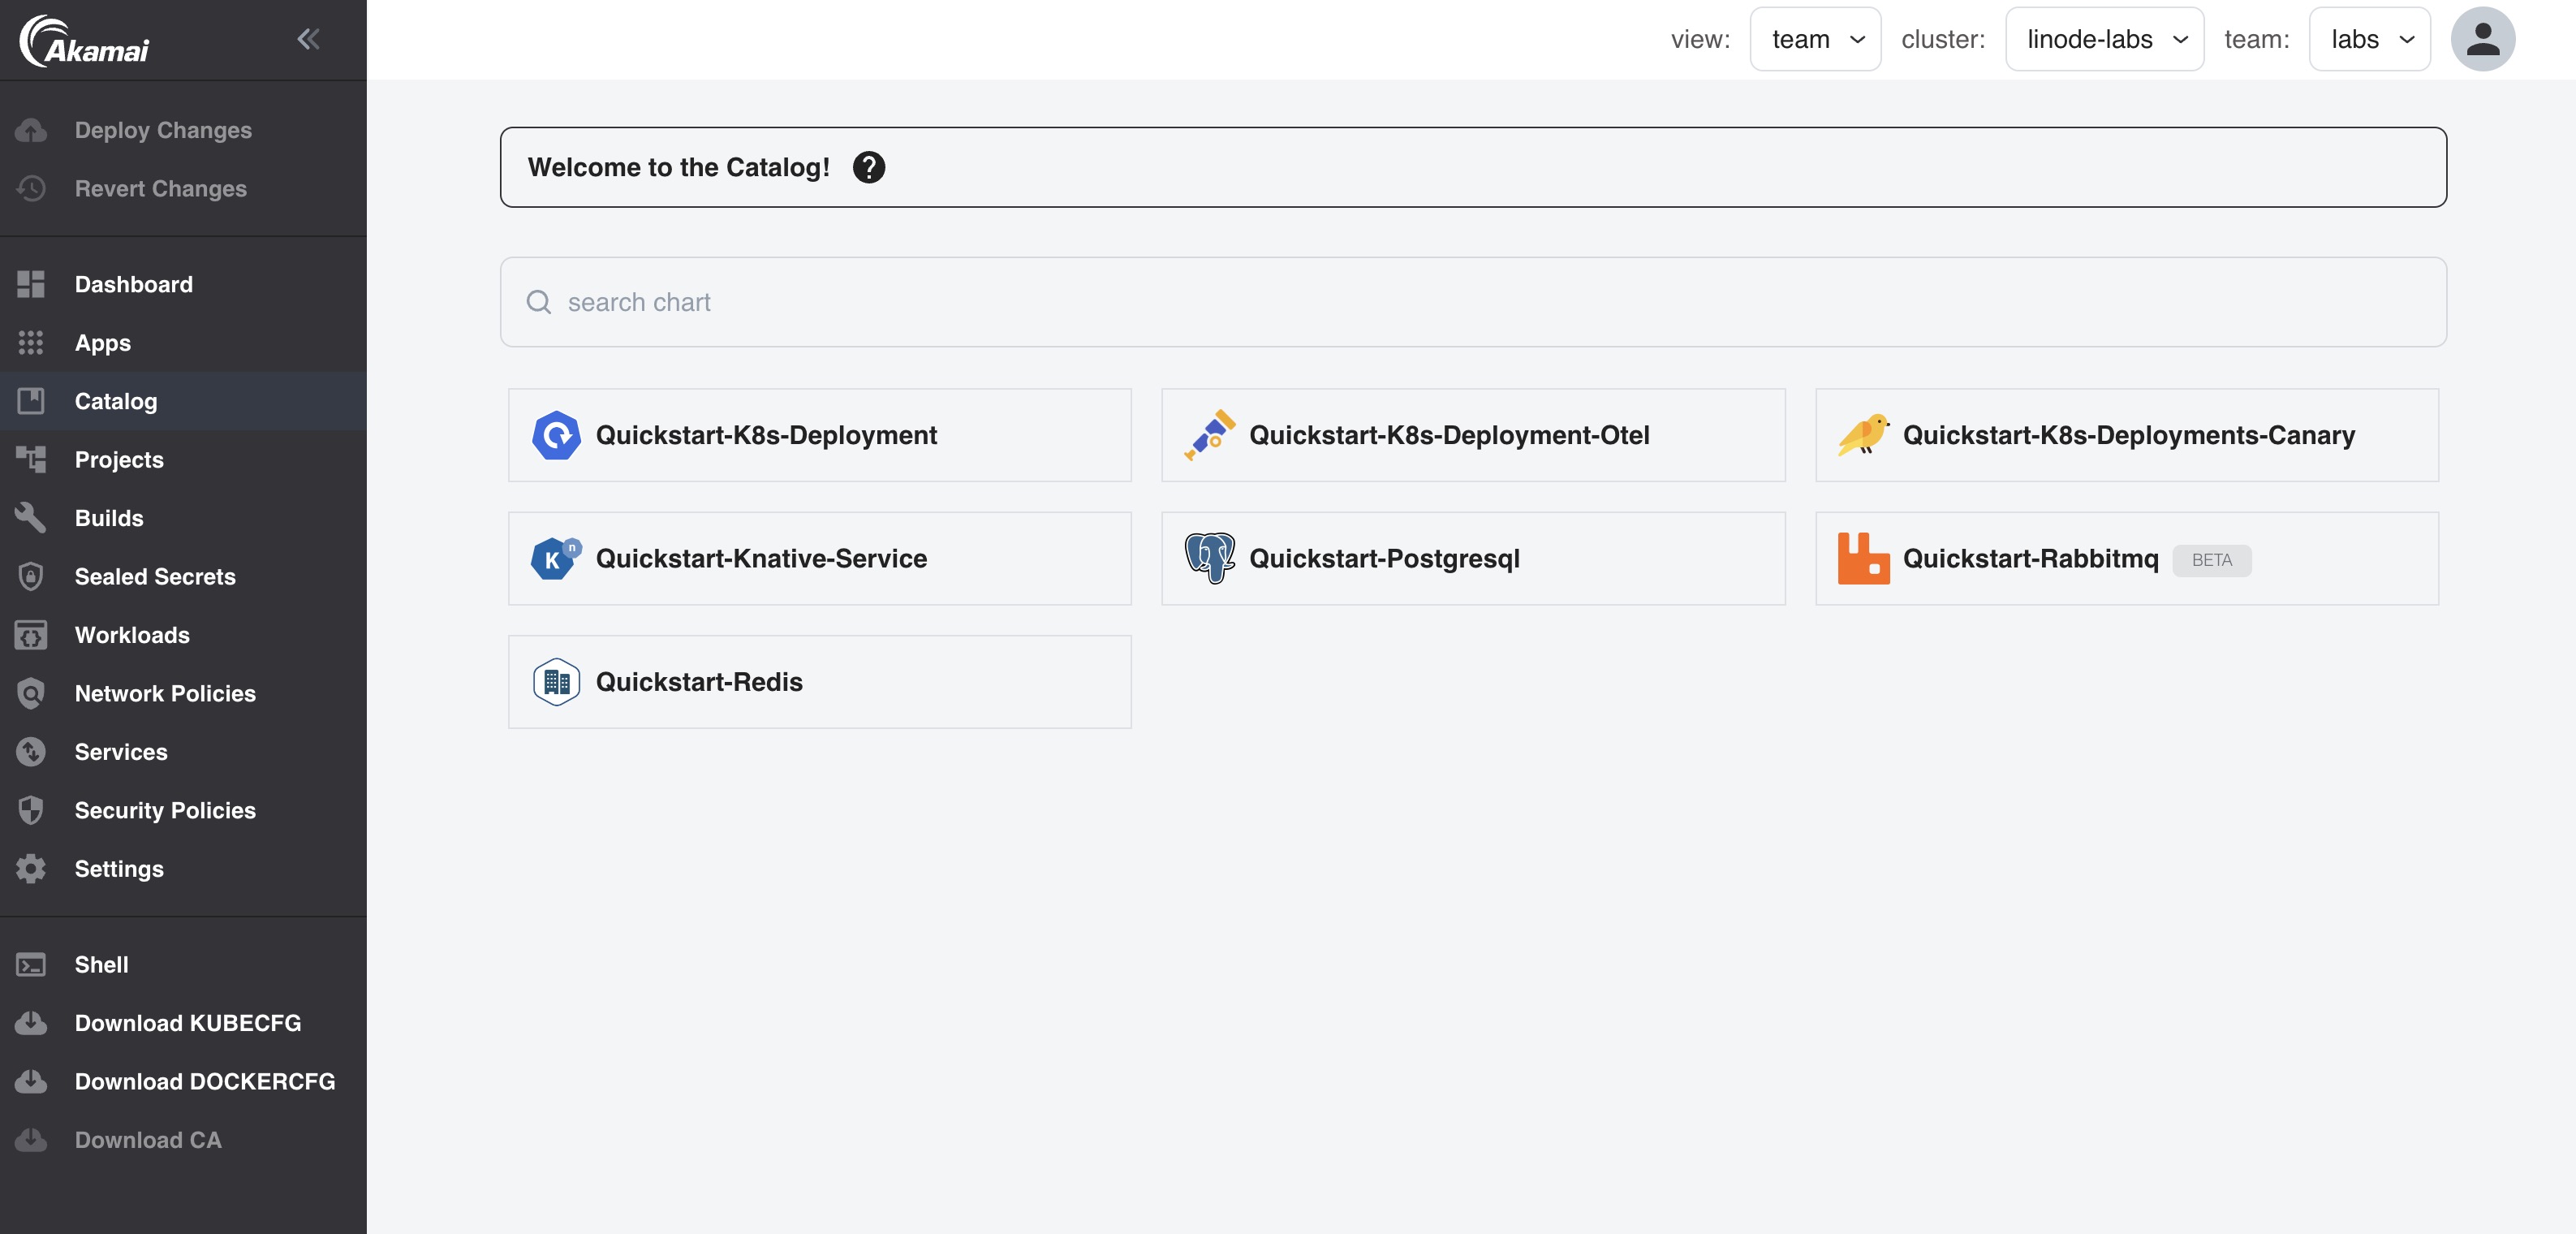 Akamai
view:
team
cluster:
linode-labs
team:
labs
Deploy Changes
Revert Changes
Dashboard
Apps
Catalog
Projects
Builds
Sealed Secrets
Workloads
Network Policies
Services
Security Policies
Settings
Shell
Download KUBECFG
Download DOCKERCFG
Download CA
Welcome to the Catalog!
search chart
Quickstart-K8s-Deployment
Quickstart-K8s-Deployment-Otel
Quickstart-K8s-Deployments-Canary
K n
Quickstart-Knative-Service
Quickstart-Postgresql
Quickstart-Rabbitmq BETA
Quickstart-Redis